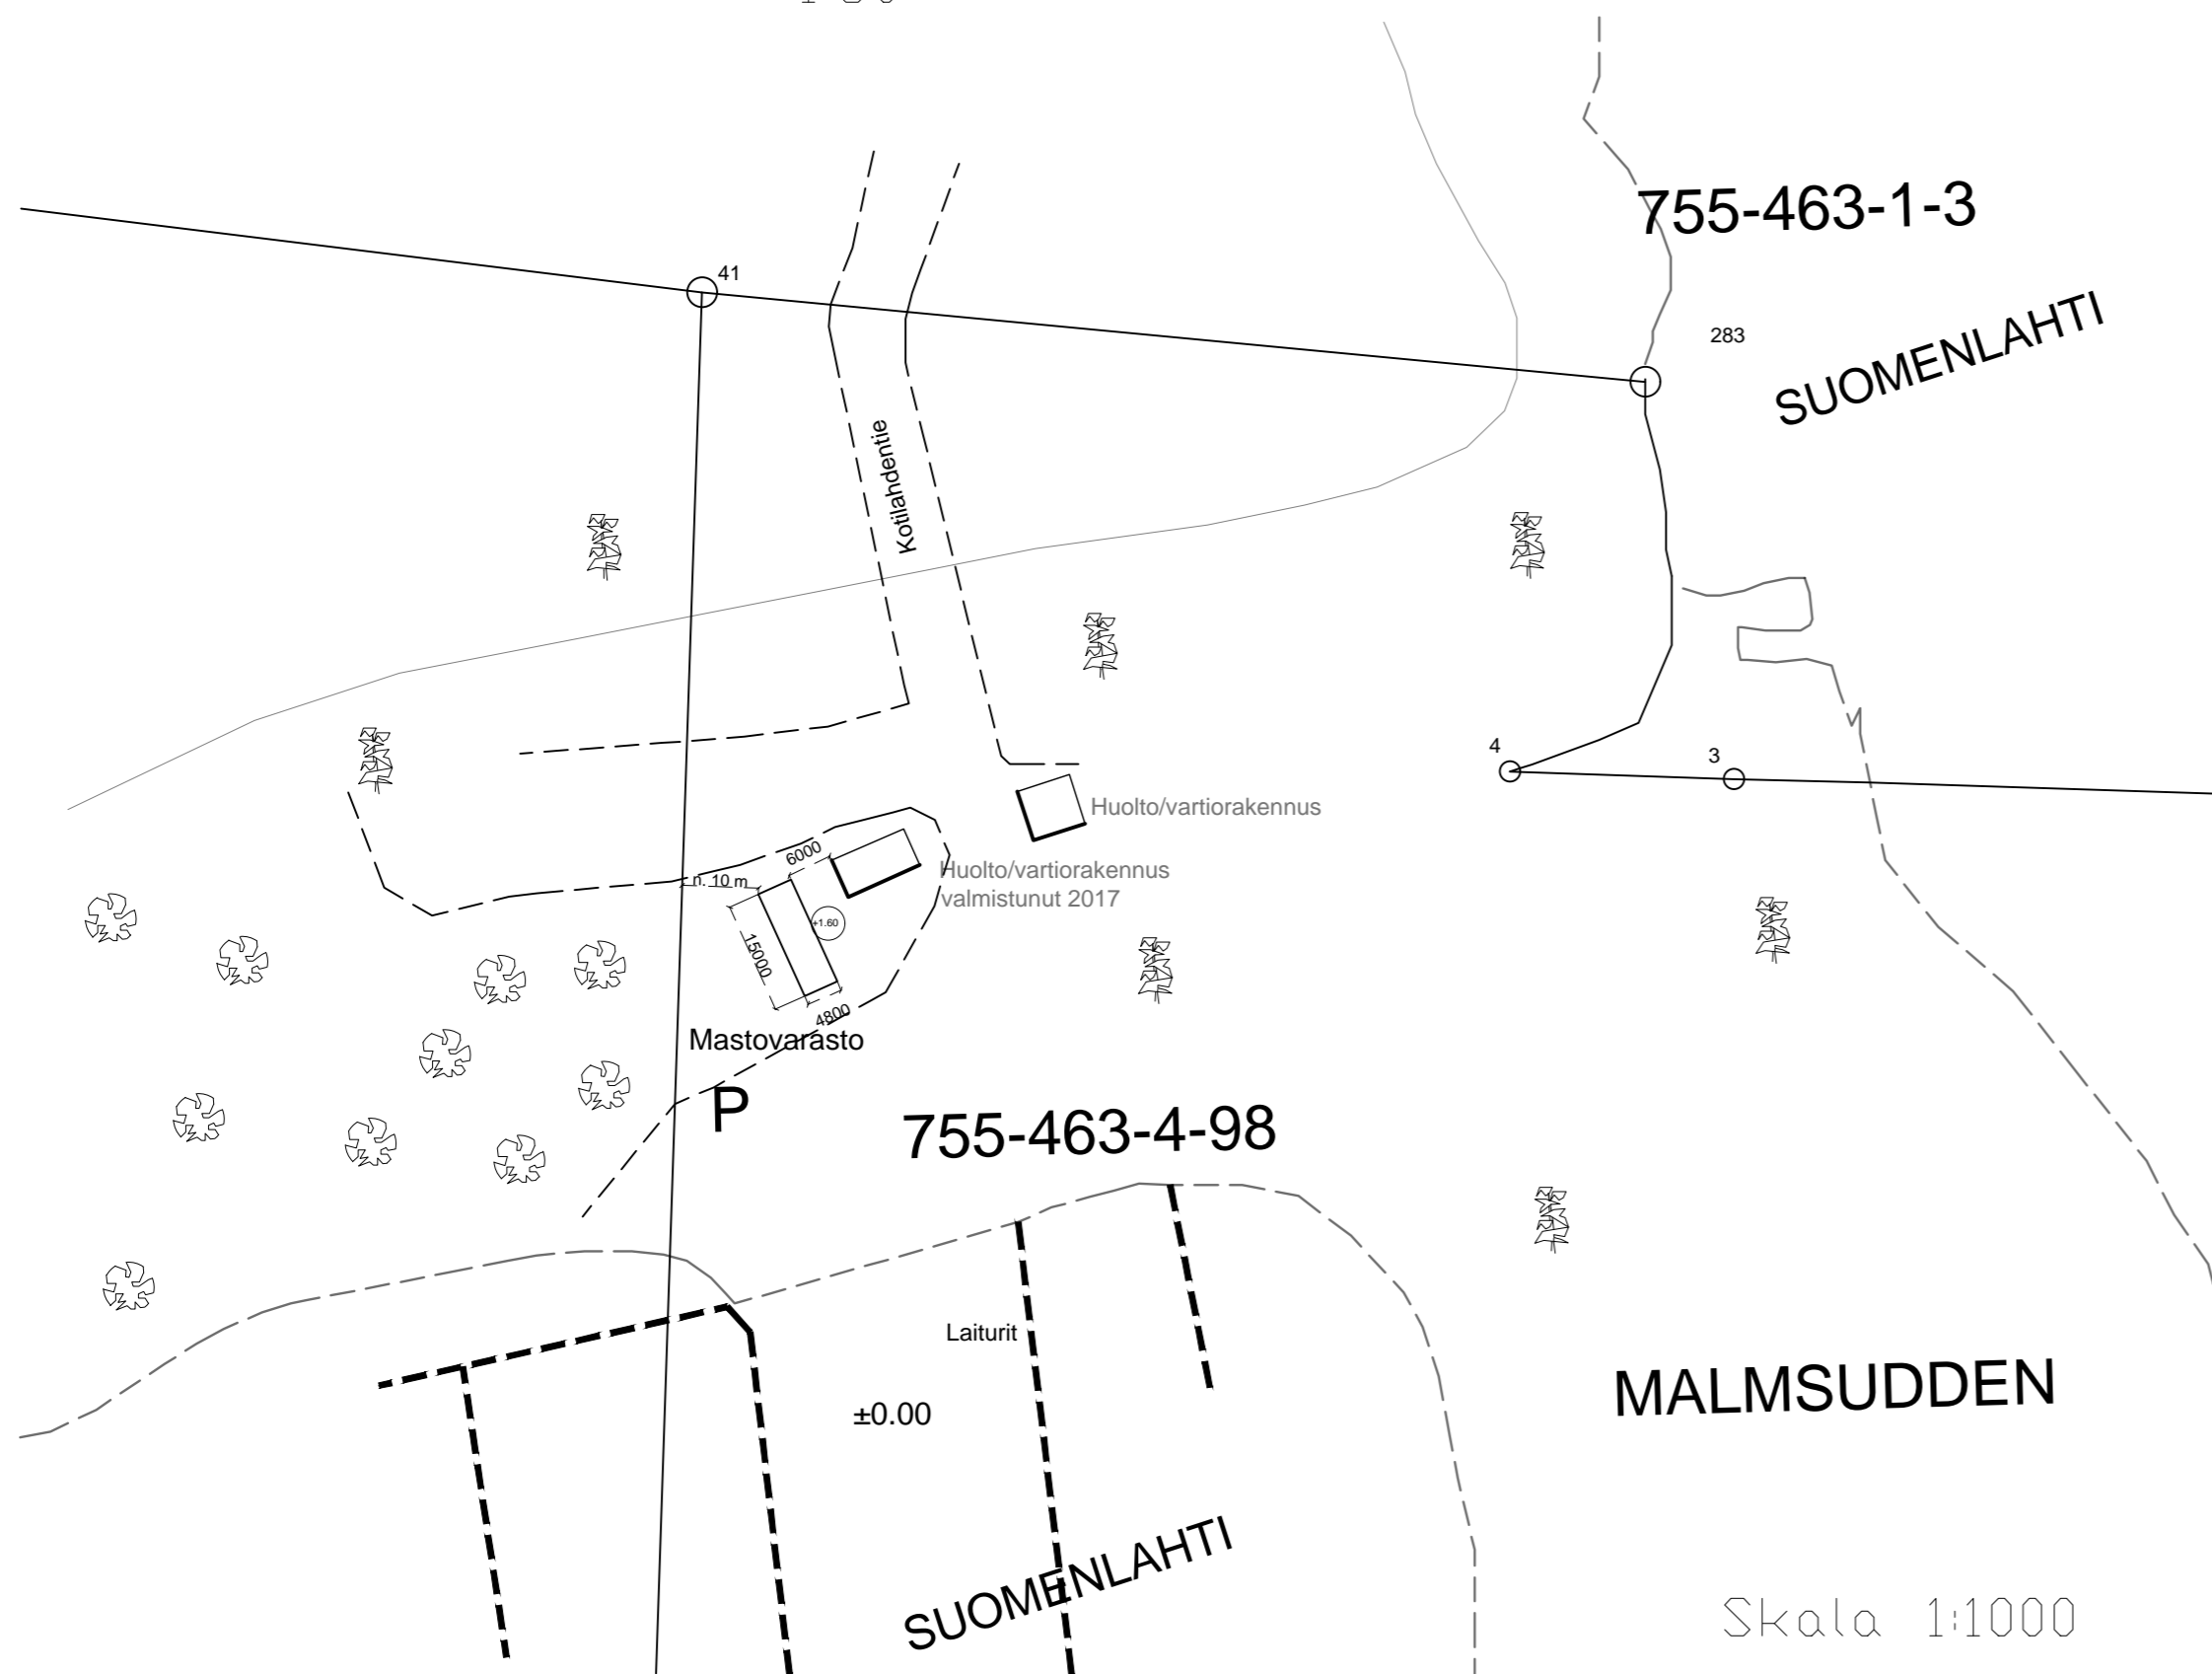 755-463-1-3
41
283
SUOMENLAHTI
Kotilahdentie
4
3
Huolto/vartiorakennus
6000
Huolto/vartiorakennus
valmistunut 2017
n. 10 m
+1.60
15000
4800
Mastovarasto
P
755-463-4-98
Laiturit
MALMSUDDEN
±0.00
SUOMENLAHTI
Skala 1:1000